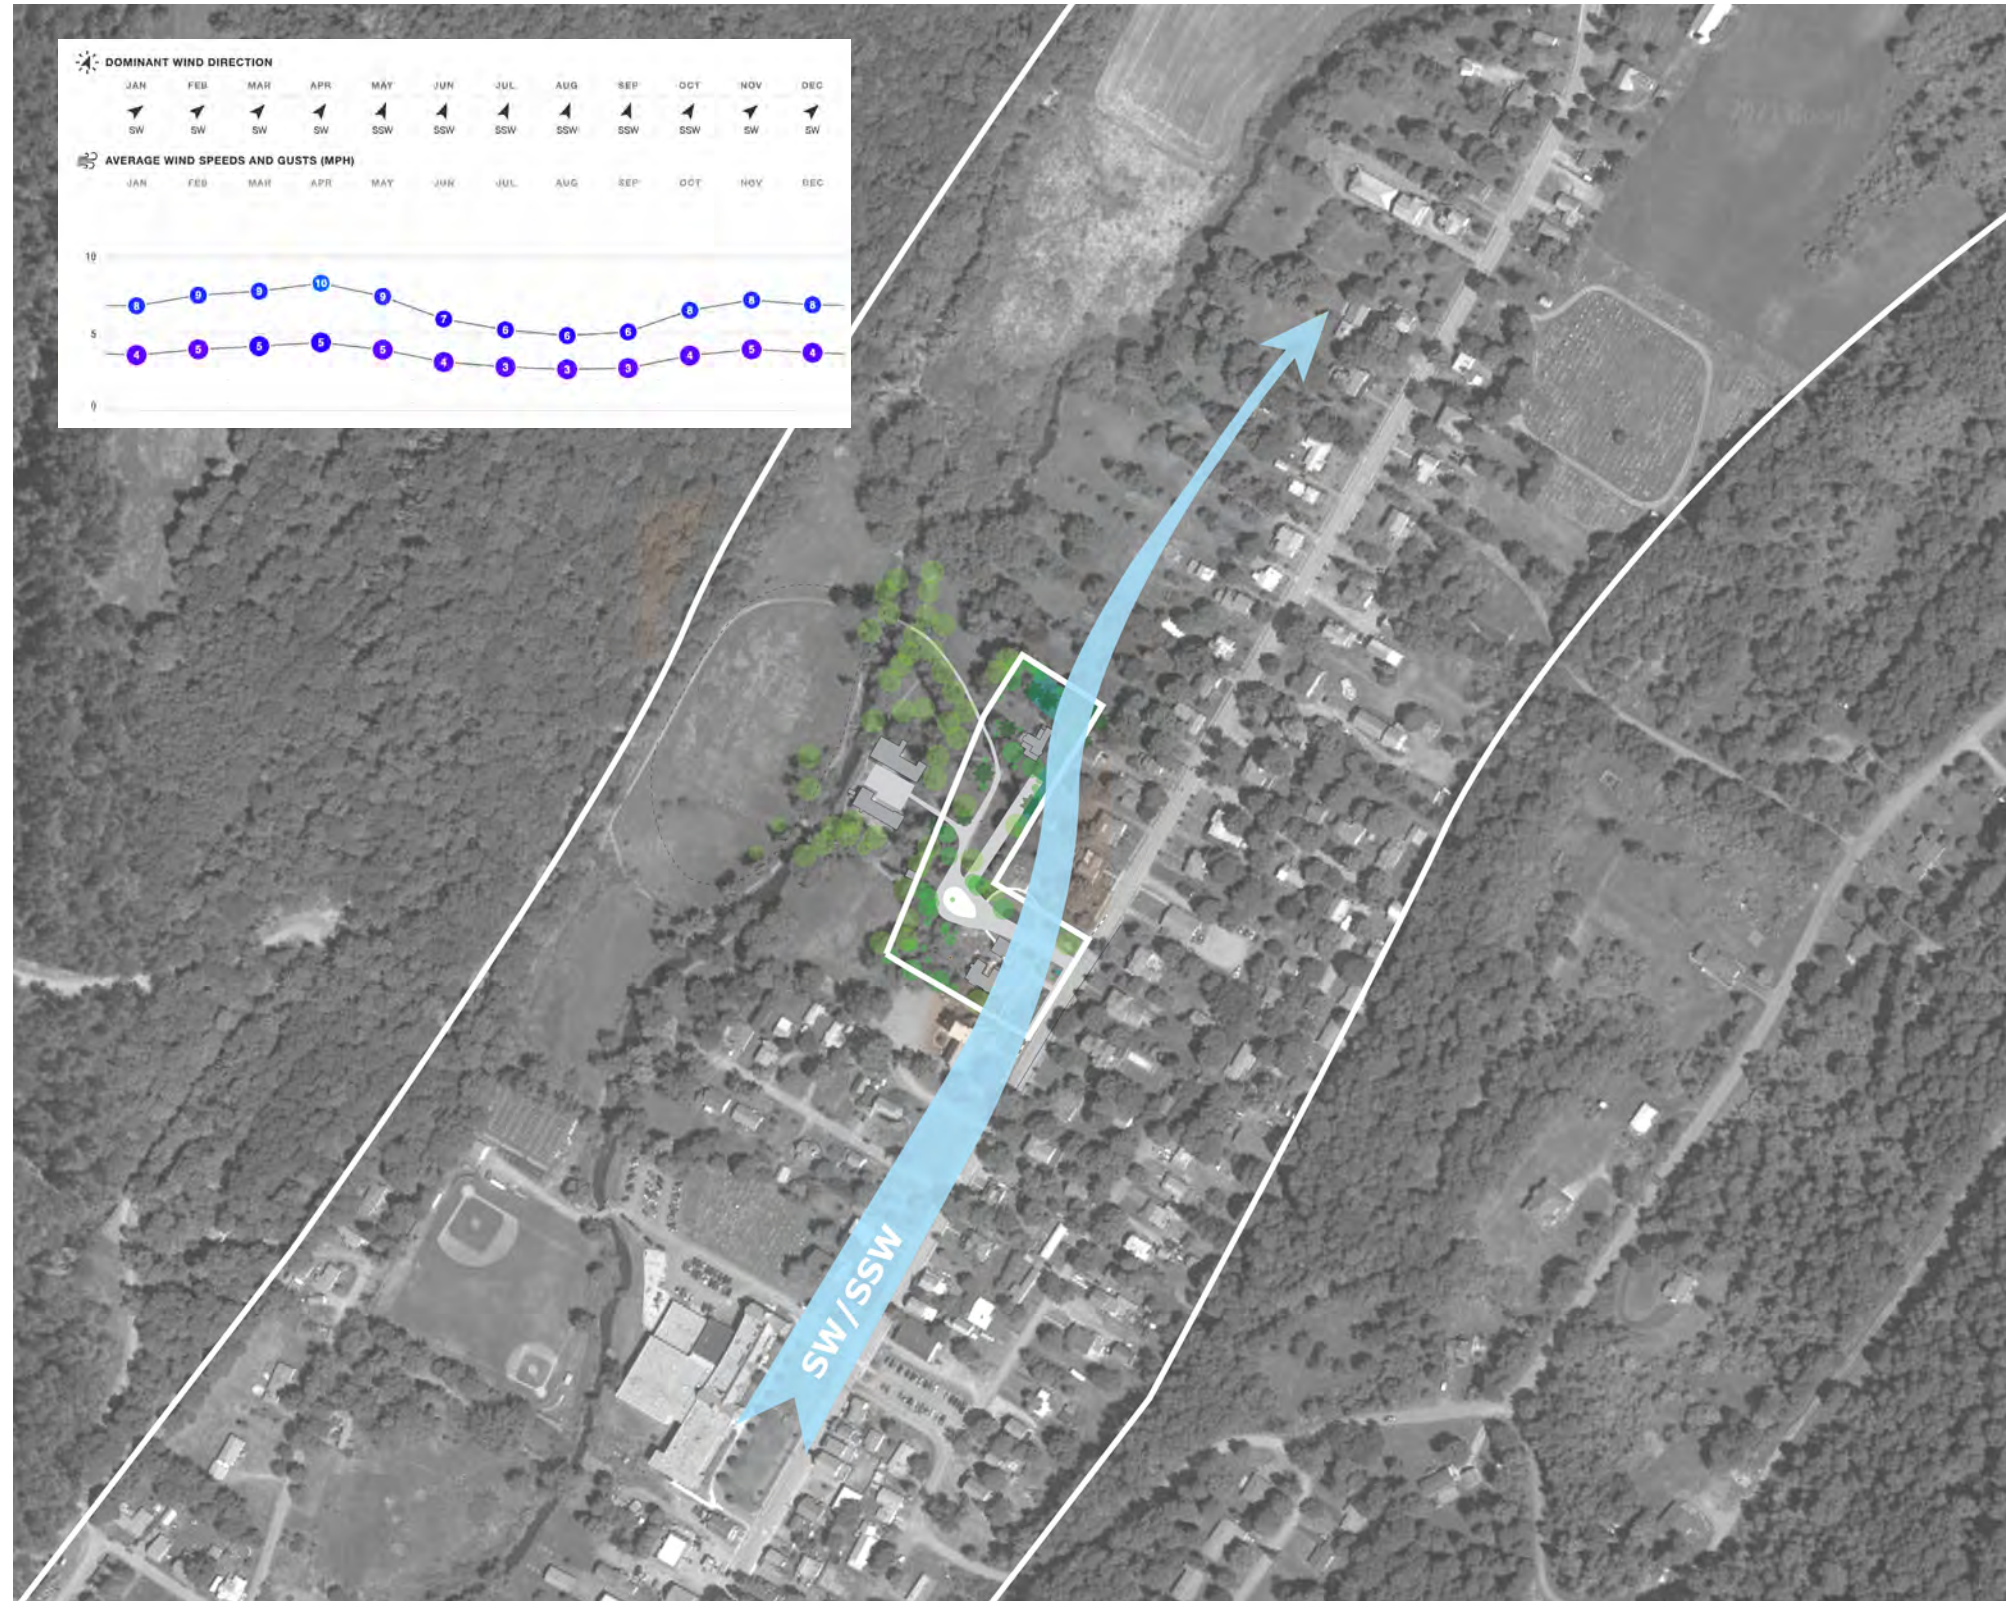 DOMINANT WIND DIRECTION
JAN FEB MAR APR MAY JUN JUL AUG SEP OCT NOV DEC
SW SW SW SW SSW SSW SSW SSW SSW SSW SW SW
AVERAGE WIND SPEEDS AND GUSTS (MPH)
JAN FEB MAR APR MAY JUN JUL AUG SEP OCT NOV DEC
10
8 9 9 10 9 7 6 6 6 8 8 8
5
4 5 5 5 5 4 3 3 3 4 5 4
0
SW/SSW